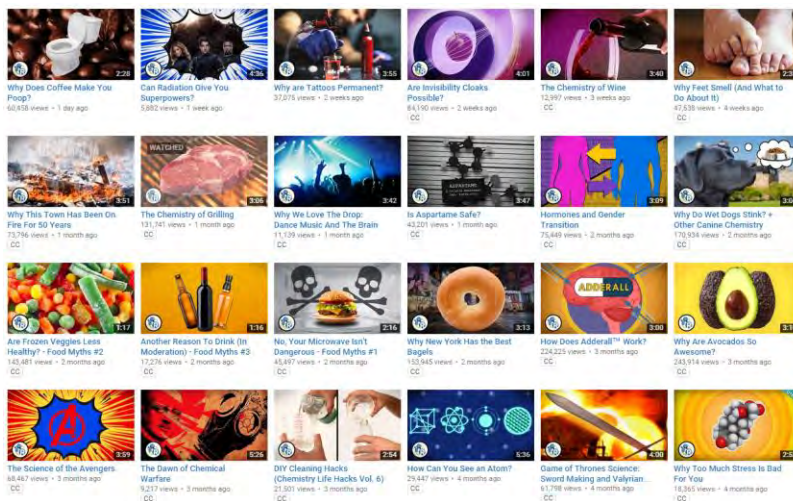 2:28
4:36
3:55
4:01
3:40
Why Does Coffee Make You
Poop?
60,458 views • 1 day ago
Can Radiation Give You
Superpowers?
5,882 views • 1 week ago
Why are Tattoos Permanent?
37,075 views • 2 weeks ago
Are Invisibility Cloaks
Possible?
84,190 views • 2 weeks ago
CC
The Chemistry of Wine
12,997 views • 3 weeks ago
CC
Why Feet Smell (And What to
Do About It)
47,538 views • 4 weeks ago
CC
WATCHED
3:51
3:06
3:42
3:47
3:09
Why This Town Has Been On
Fire For 50 Years
73,796 views • 1 month ago
CC
The Chemistry of Grilling
131,741 views • 1 month ago
CC
Why We Love The Drop:
Dance Music And The Brain
11,139 views • 1 month ago
CC
Is Aspartame Safe?
43,201 views • 1 month ago
CC
Hormones and Gender
Transition
75,449 views • 2 months ago
CC
Why Do Wet Dogs Stink? +
Other Canine Chemistry
170,934 views • 2 months ago
CC
ADDERALL
1:17
1:16
2:16
3:13
3:00
Are Frozen Veggies Less
Healthy? - Food Myths #2
143,481 views • 2 months ago
CC
Another Reason To Drink (In
Moderation) - Food Myths #3
17,276 views • 2 months ago
CC
No, Your Microwave Isn't
Dangerous - Food Myths #1
45,497 views • 2 months ago
CC
Why New York Has the Best
Bagels
153,945 views • 2 months ago
CC
How Does Adderall™ Work?
224,225 views • 3 months ago
CC
Why Are Avocados So
Awesome?
243,914 views • 3 months ago
CC
3:59
5:26
2:54
5:36
4:00
The Science of the Avengers
68,467 views • 3 months ago
CC
The Dawn of Chemical
Warfare
9,217 views • 3 months ago
CC
DIY Cleaning Hacks
(Chemistry Life Hacks Vol. 6)
21,501 views • 3 months ago
CC
How Can You See an Atom?
29,447 views • 4 months ago
CC
Game of Thrones Science:
Sword Making and Valyrian...
61,798 views • 4 months ago
CC
Why Too Much Stress Is Bad
For You
18,365 views • 4 months ago
CC